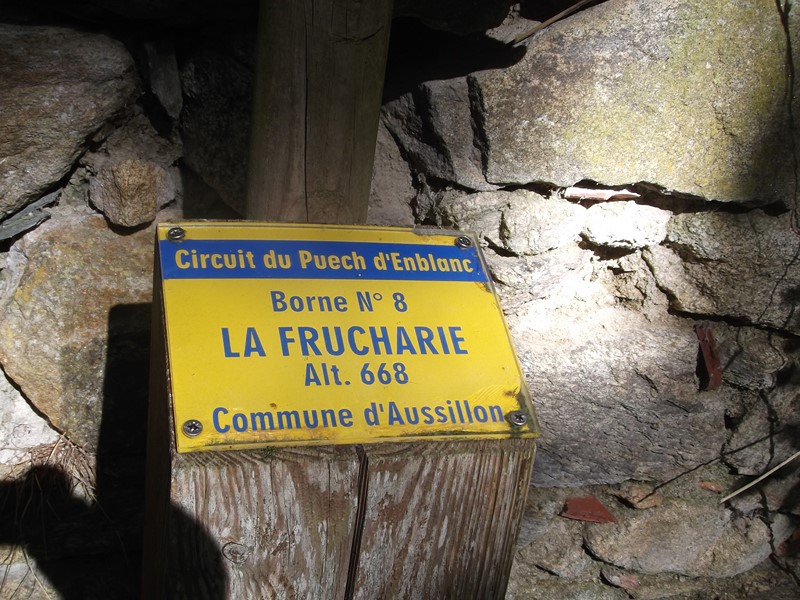 Circuit du Puech d'Enblanc
Borne N° 8
LA FRUCHARIE
Alt. 668
Commune d'Aussillon